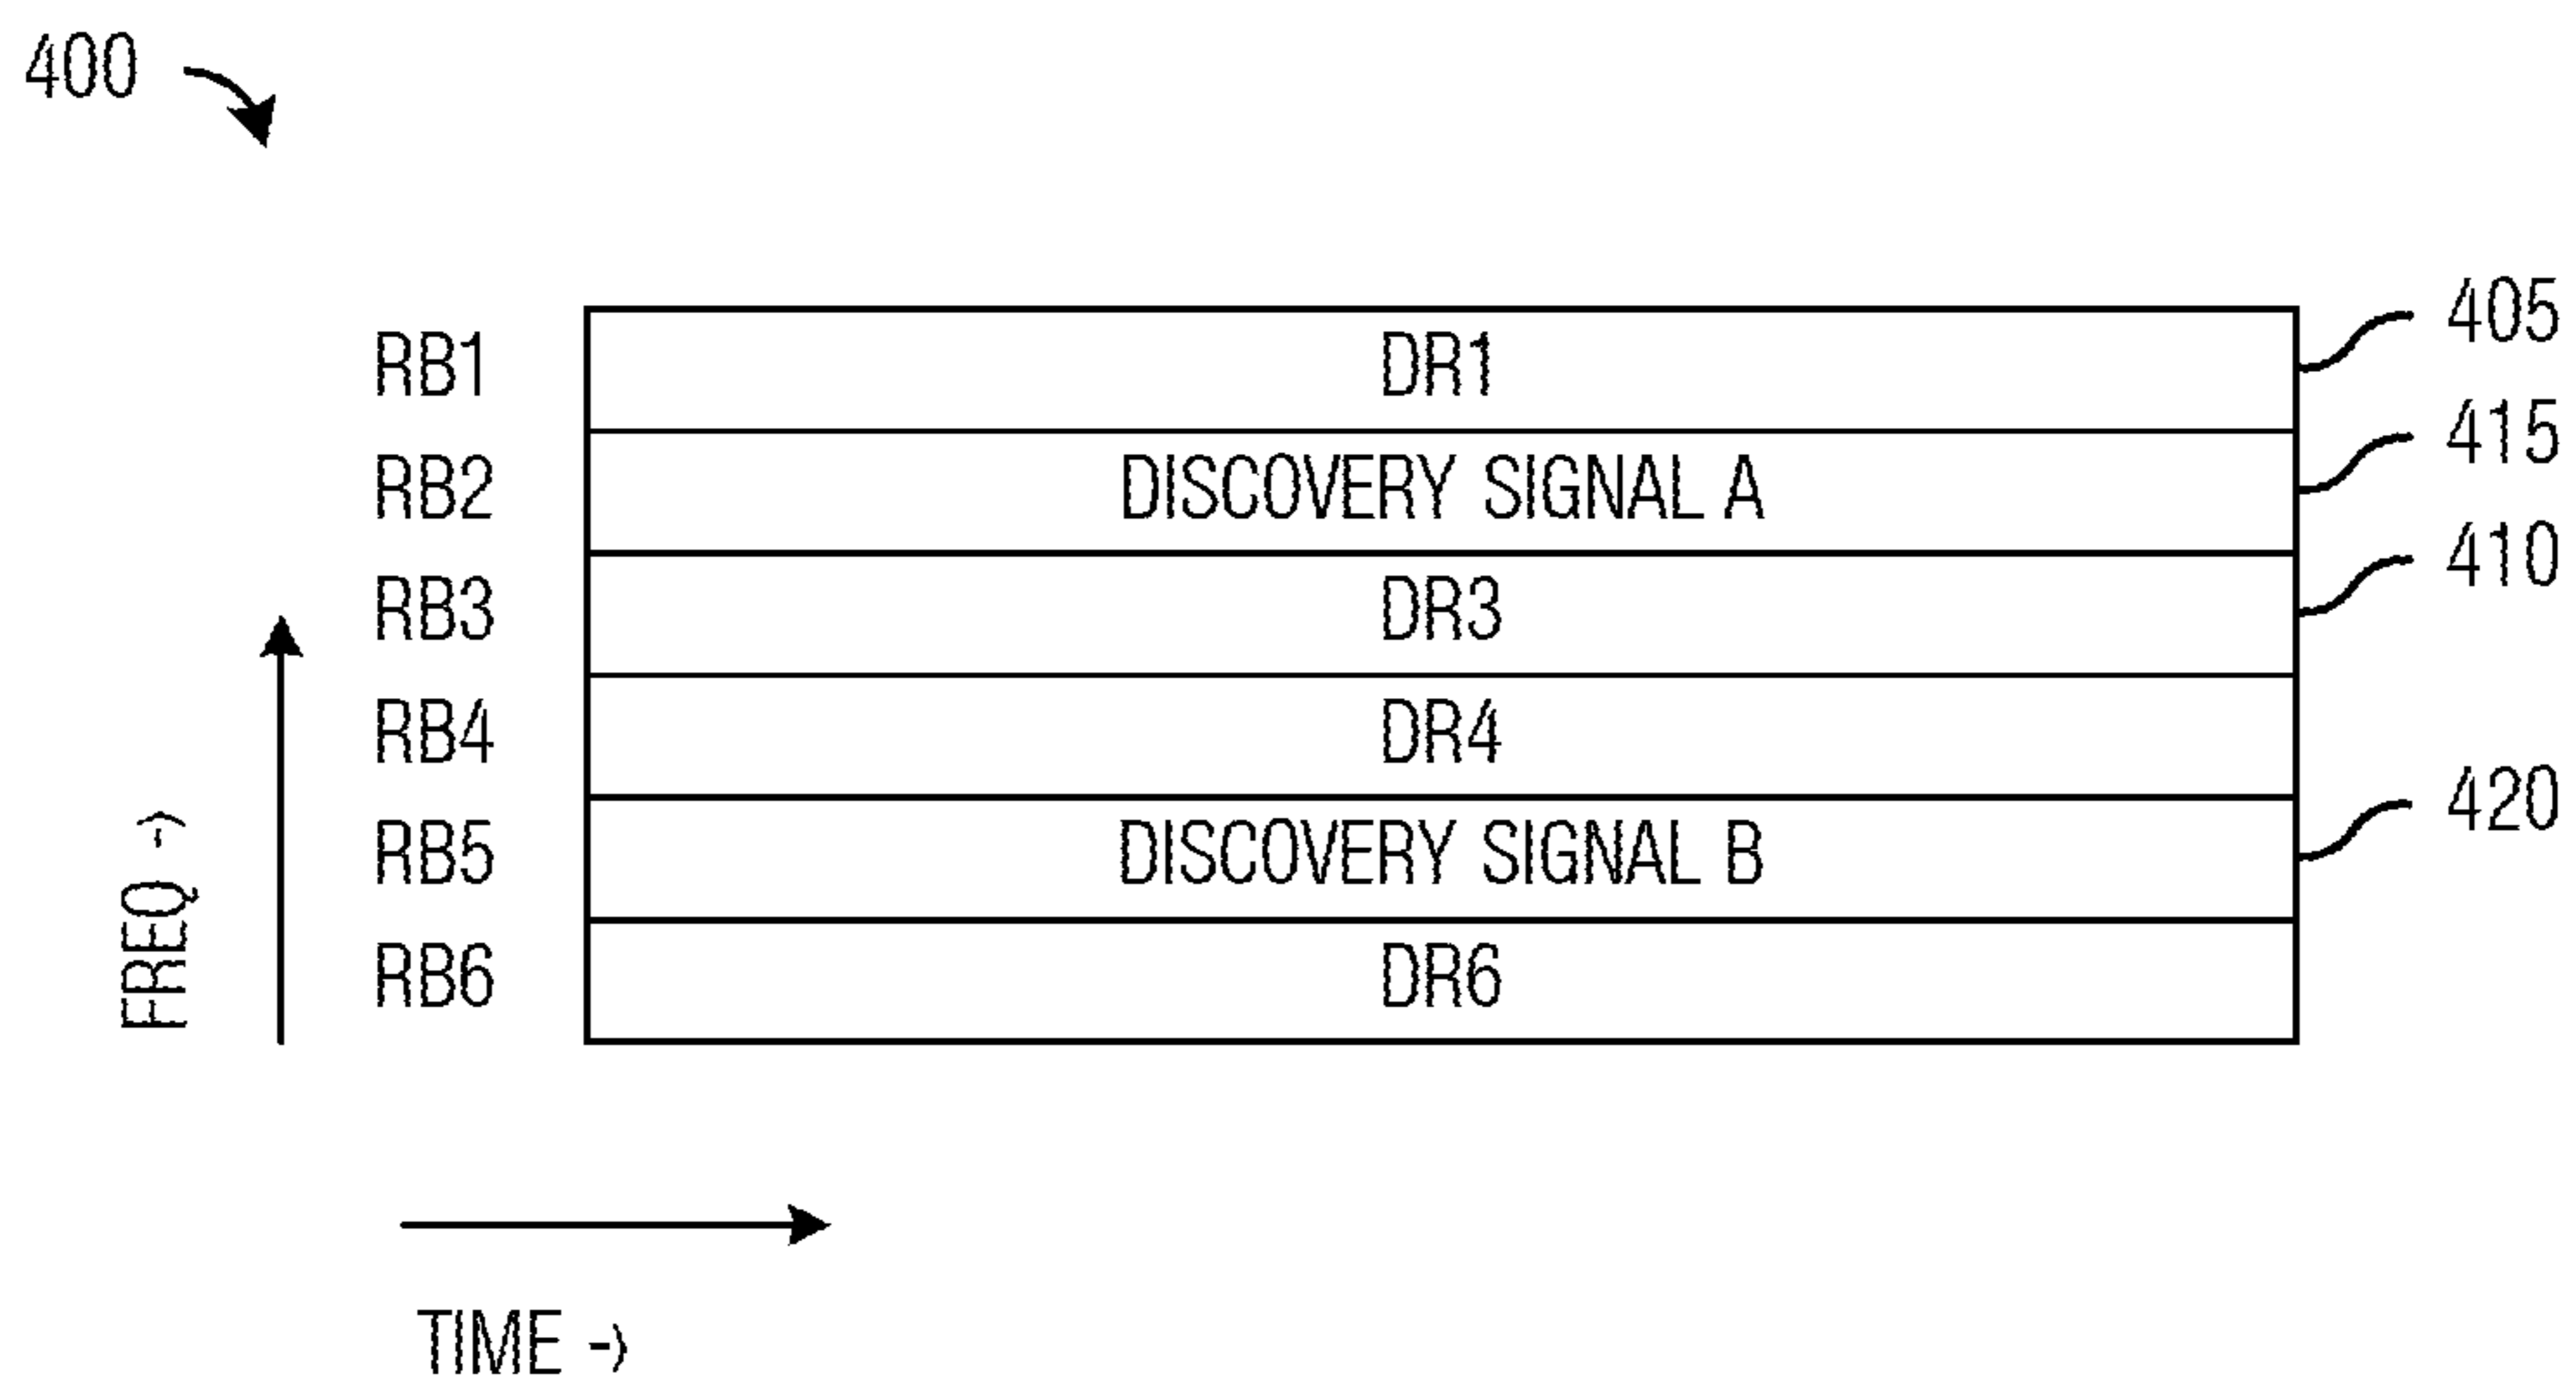 400
RB1 DR1 405
RB2 DISCOVERY SIGNAL A 415
RB3 DR3 410
RB4 DR4
RB5 DISCOVERY SIGNAL B 420
RB6 DR6
FREQ ->
TIME ->